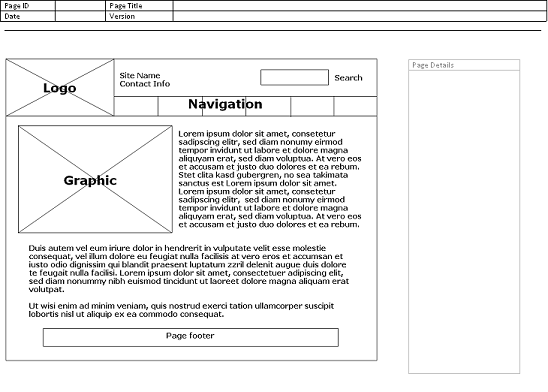 Page ID Page Title
Date Version
Page Details
Logo
Site Name
Contact Info
Search
Navigation
Graphic
Lorem ipsum dolor sit amet, consetetur
sadipscing elitr, sed diam nonumy eirmod
tempor invidunt ut labore et dolore magna
aliquyam erat, sed diam voluptua. At vero eos
et accusam et justo duo dolores et ea rebum.
Stet clita kasd gubergren, no sea takimata
sanctus est Lorem ipsum dolor sit amet.
Lorem ipsum dolor sit amet, consetetur
sadipscing elitr, sed diam nonumy eirmod
tempor invidunt ut labore et dolore magna
aliquyam erat, sed diam voluptua. At vero eos
et accusam et justo duo dolores et ea rebum.
Duis autem vel eum iriure dolor in hendrerit in vulputate velit esse molestie
consequat, vel illum dolore eu feugiat nulla facilisis at vero eros et accumsan et
iusto odio dignissim qui blandit praesent luptatum zzril delenit augue duis dolore
te feugait nulla facilisi. Lorem ipsum dolor sit amet, consectetuer adipiscing elit,
sed diam nonummy nibh euismod tincidunt ut laoreet dolore magna aliquam erat
volutpat.
Ut wisi enim ad minim veniam, quis nostrud exerci tation ullamcorper suscipit
lobortis nisl ut aliquip ex ea commodo consequat.
Page footer